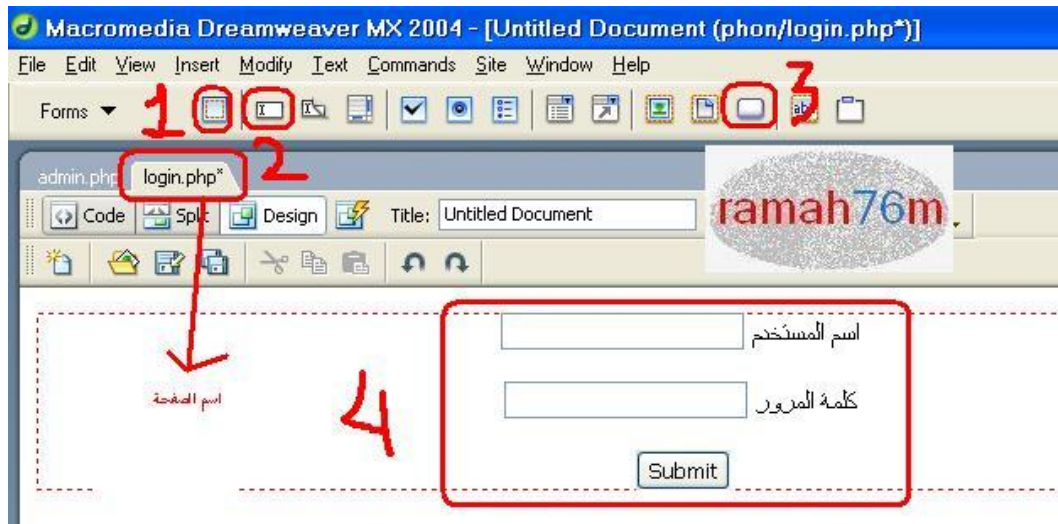 Macromedia Dreamweaver MX 2004 - [Untitled Document (phon/login.php*)]
File Edit View Insert Modify Text Commands Site Window Help
Forms 1 3
2
admin.php login.php*
Code Split Design Title: Untitled Document
ramah76m
اسم المستخدم
اسم الصفحة
4
كلمة المرور
Submit